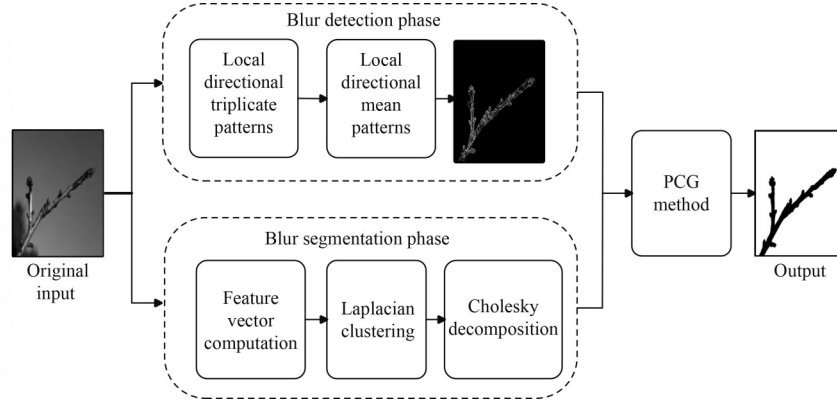 Blur detection phase
Local
directional
triplicate
patterns
Local
directional
mean
patterns
Original
input
PCG
method
Output
Blur segmentation phase
Feature
vector
computation
Laplacian
clustering
Cholesky
decomposition